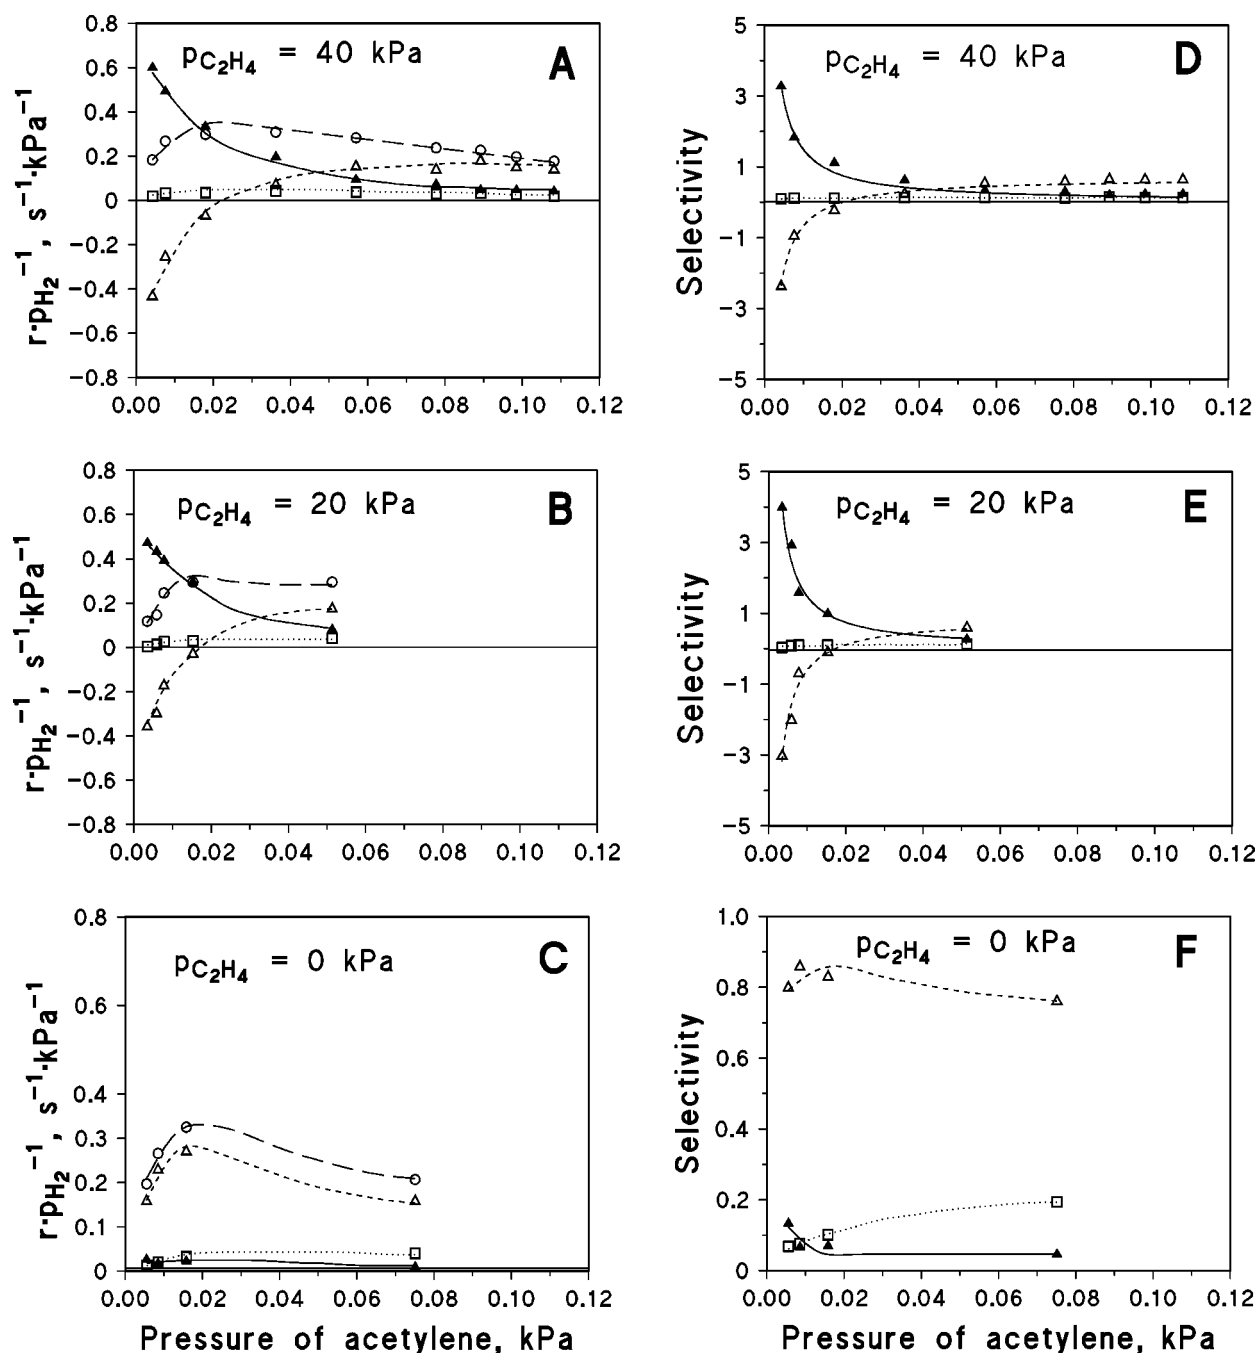 p_C2H4 = 40 kPa A
r·p_H2^−1 , s^−1·kPa^−1
0.8
0.6
0.4
0.2
0
−0.2
−0.4
−0.6
−0.8
0.00 0.02 0.04 0.06 0.08 0.10 0.12
p_C2H4 = 40 kPa D
Selectivity
5
3
1
−1
−3
−5
0.00 0.02 0.04 0.06 0.08 0.10 0.12
p_C2H4 = 20 kPa B
r·p_H2^−1 , s^−1·kPa^−1
0.8
0.6
0.4
0.2
0
−0.2
−0.4
−0.6
−0.8
0.00 0.02 0.04 0.06 0.08 0.10 0.12
p_C2H4 = 20 kPa E
Selectivity
5
3
1
−1
−3
−5
0.00 0.02 0.04 0.06 0.08 0.10 0.12
p_C2H4 = 0 kPa C
r·p_H2^−1 , s^−1·kPa^−1
0.8
0.6
0.4
0.3
0.2
0.1
0
0.00 0.02 0.04 0.06 0.08 0.10 0.12
Pressure of acetylene, kPa
p_C2H4 = 0 kPa F
Selectivity
1.0
0.8
0.6
0.4
0.2
0
0.00 0.02 0.04 0.06 0.08 0.10 0.12
Pressure of acetylene, kPa